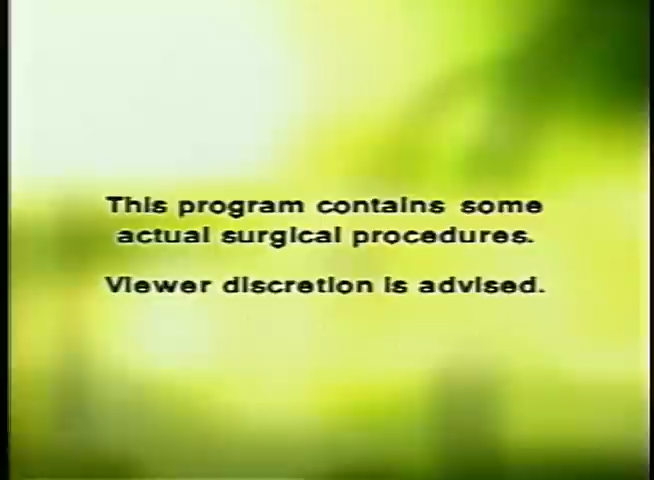 This program contains some
actual surgical procedures.
Viewer discretion is advised.